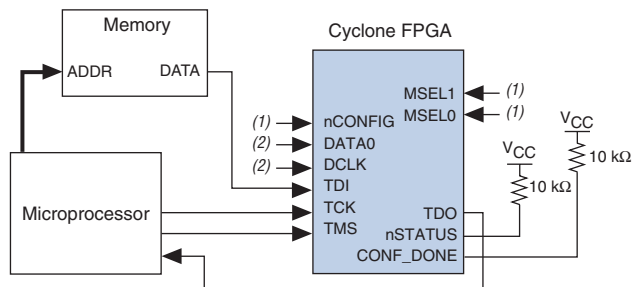 Memory
ADDR
DATA
Microprocessor
Cyclone FPGA
(1)
nCONFIG
(2)
DATA0
(2)
DCLK
TDI
TCK
TMS
MSEL1
(1)
MSEL0
(1)
TDO
nSTATUS
CONF_DONE
VCC
10 kΩ
VCC
10 kΩ